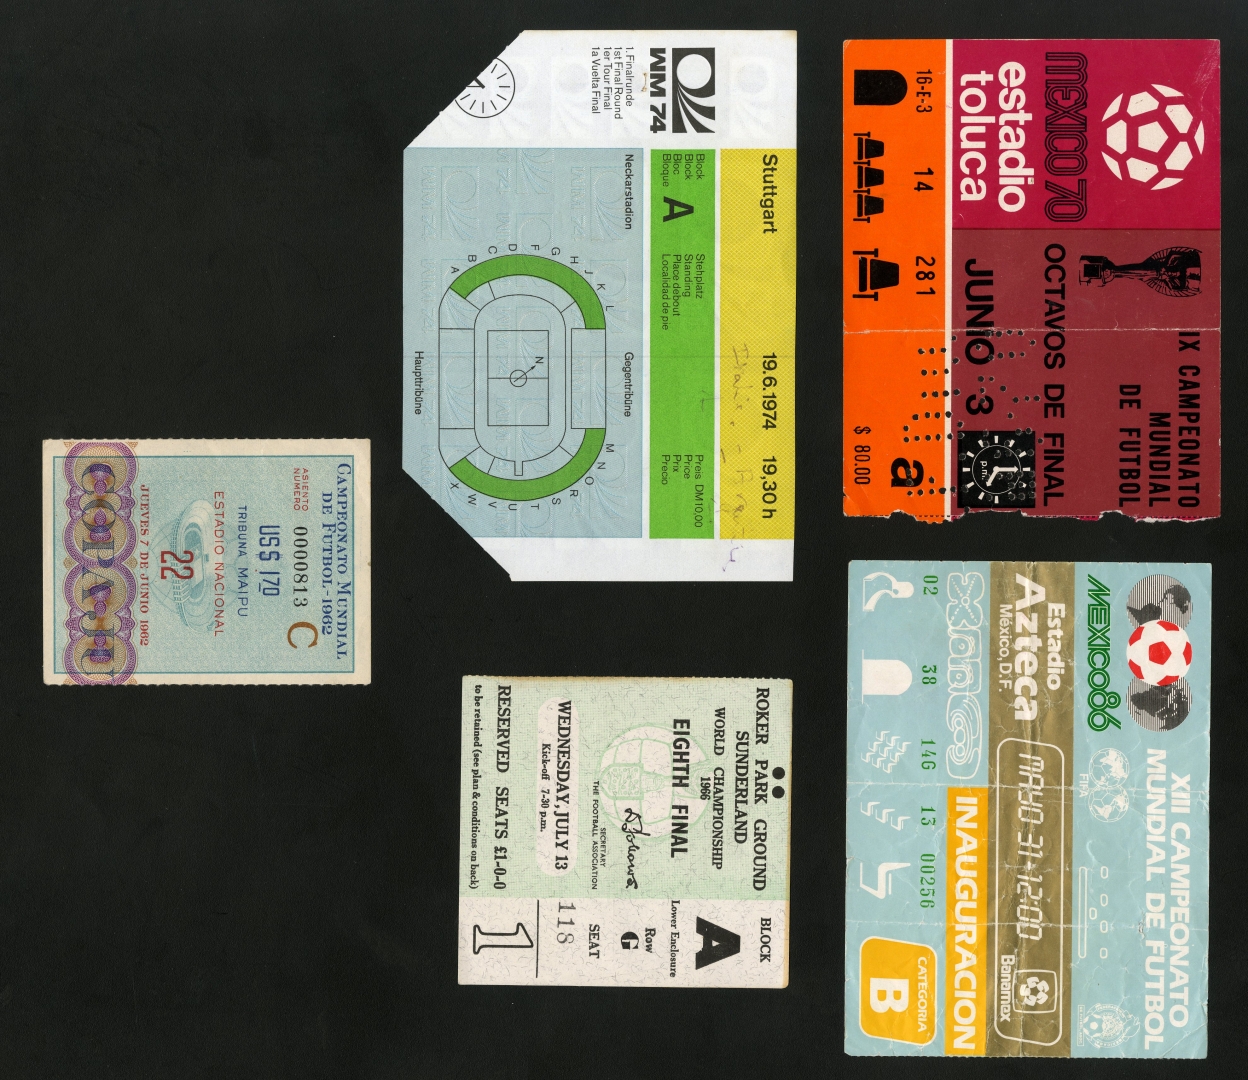 CAMPEONATO MUNDIAL
DE FUTBOL-1962
ASIENTO
NUMERO
0000813
C
US$ 1.70
TRIBUNA MAIPU
ESTADIO NACIONAL
22
JUEVES 7 DE JUNIO 1962
COPA JU
1. Finalrunde
1st Final Round
1er Tour Final
1a Vuelta Final
WM 74
Stuttgart
19.6.1974
19,30 h
Block
Block
Bloc
Bloque
A
Stehplatz
Standing
Place debout
Localidad de pie
Preis DM 10,00
Price
Prix
Precio
Neckarstadion
Gegentribüne
Haupttribüne
A
B
C
D
F
G
H
J
K
L
M
N
O
R
S
T
U
V
W
X
N
ROKER PARK GROUND
SUNDERLAND
WORLD CHAMPIONSHIP
1966
EIGHTH FINAL
SECRETARY
THE FOOTBALL ASSOCIATION
WEDNESDAY, JULY 13
Kick-off 7-30 p.m.
RESERVED SEATS £1-0-0
to be retained (see plan & conditions on back)
BLOCK
A
Lower Enclosure
Row
G
SEAT
118
1
MEXICO 70
estadio
toluca
IX CAMPEONATO
MUNDIAL
DE FUTBOL
OCTAVOS DE FINAL
JUNIO 3
p.m.
16-E-3
14
281
$ 80.00
a
MEXICO86
XIII CAMPEONATO
MUNDIAL DE FUTBOL
FIFA
Estadio
Azteca
México, D.F.
MAYO 31-12:00
Banamex
INAUGURACION
02
38
14G
13
00256
CATEGORIA
B